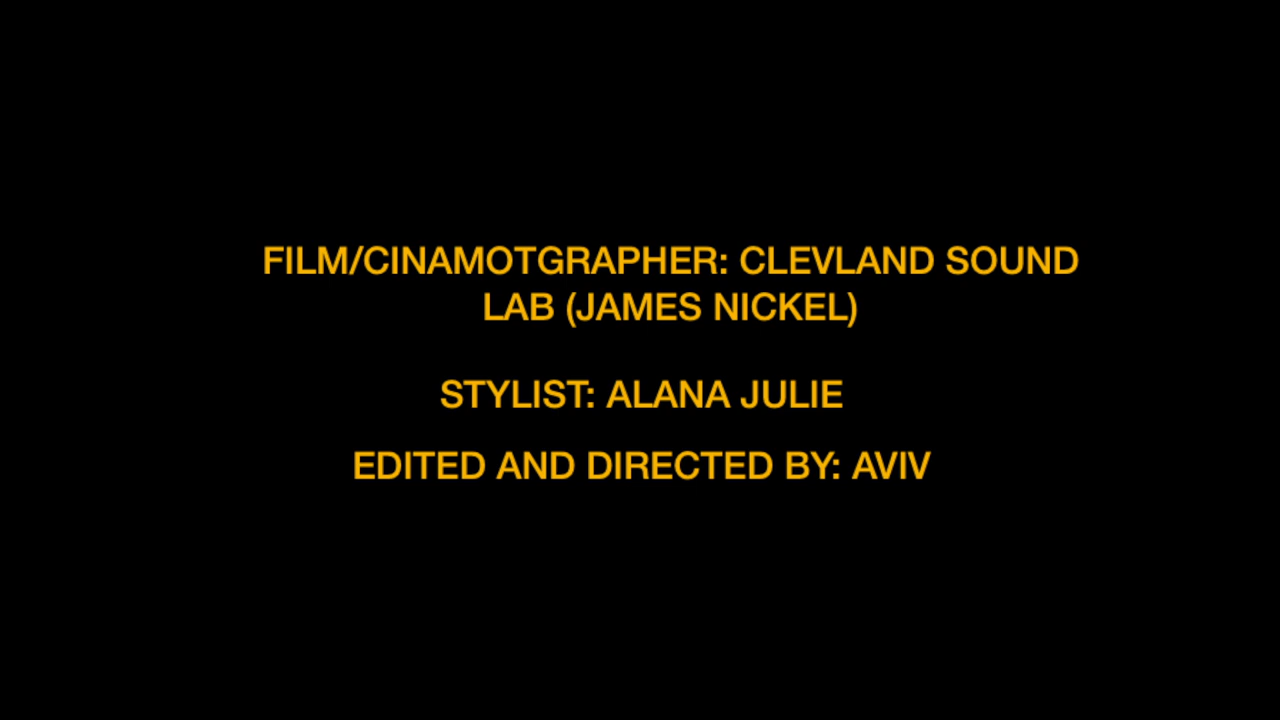 FILM/CINAMOTGRAPHER: CLEVLAND SOUND
LAB (JAMES NICKEL)
STYLIST: ALANA JULIE
EDITED AND DIRECTED BY: AVIV